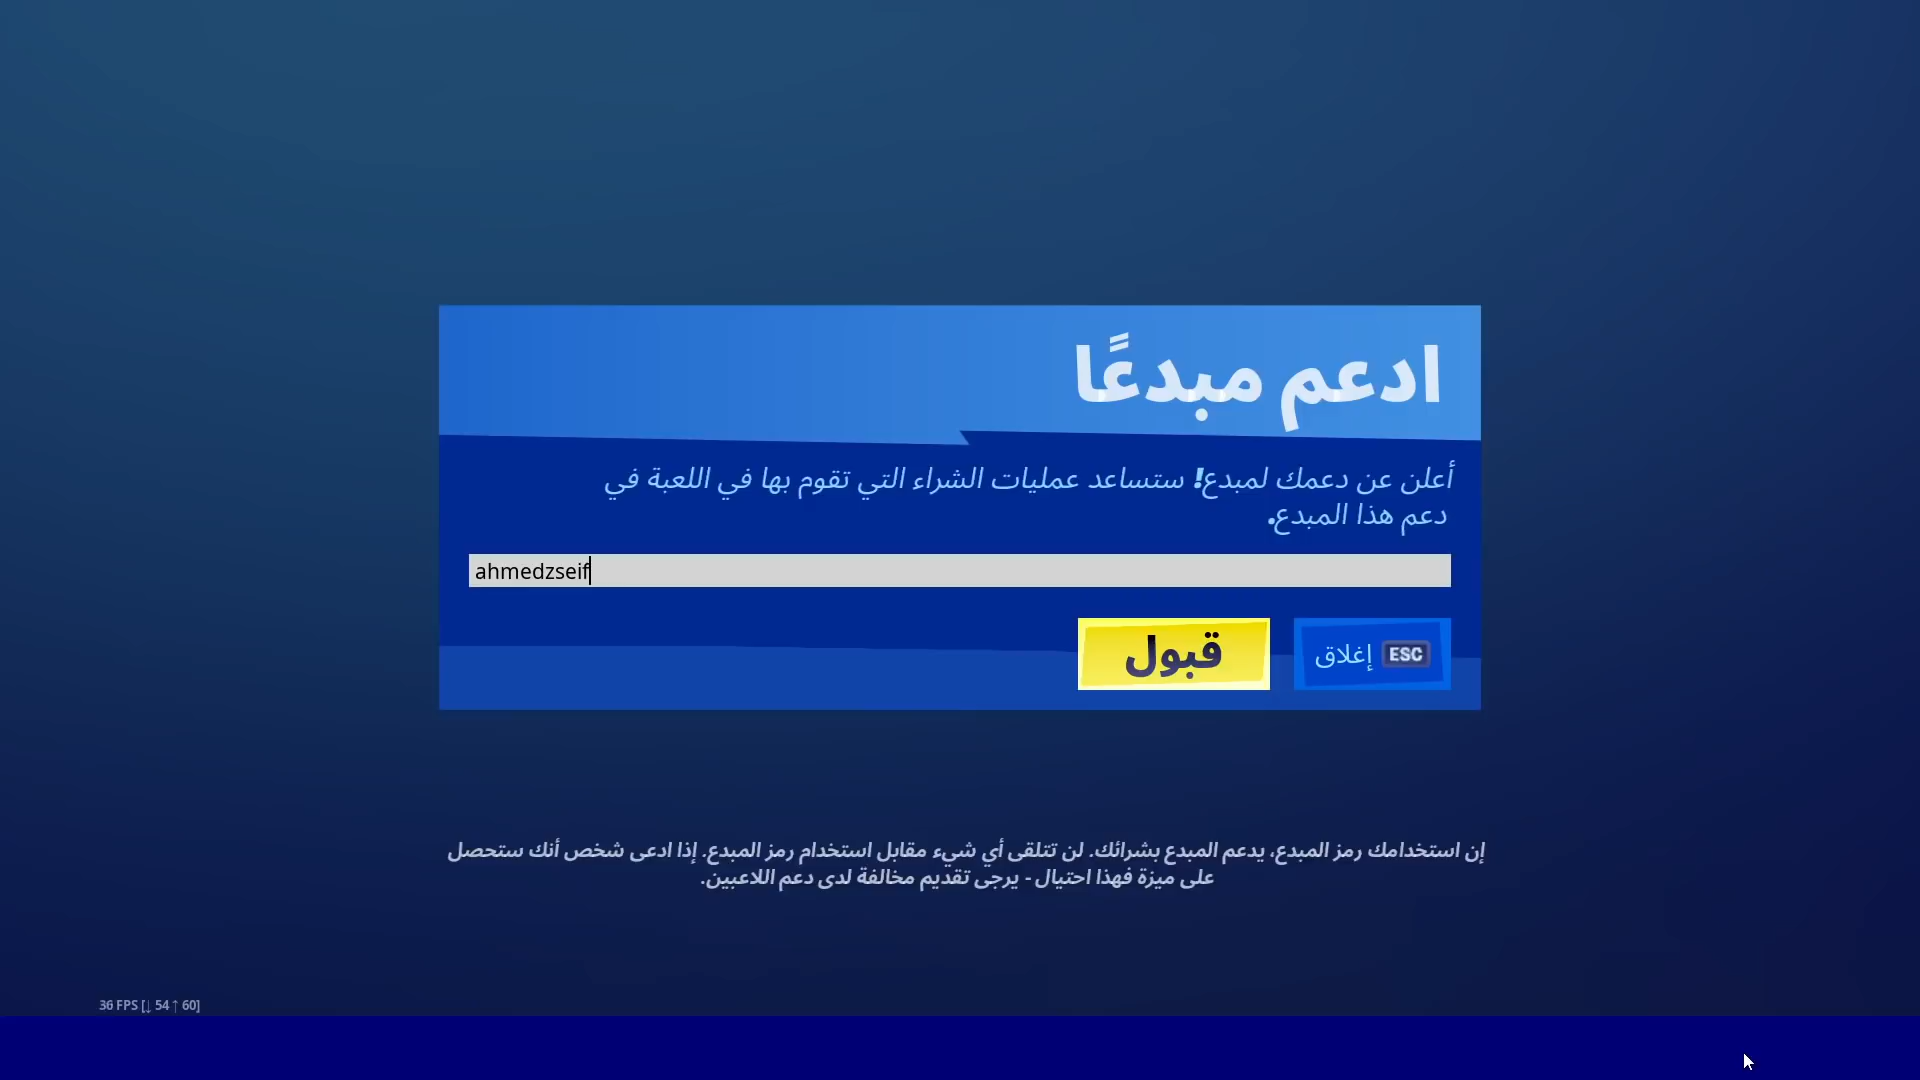 ادعم مبدعًا
أعلن عن دعمك لمبدع! ستساعد عمليات الشراء التي تقوم بها في اللعبة في
دعم هذا المبدع.
ahmedzseif
ESC إغلاق
قبول
إن استخدامك رمز المبدع، يدعم المبدع بشرائك. لن تتلقى أي شيء مقابل استخدام رمز المبدع. إذا ادعى شخص أنك ستحصل
على ميزة فهذا احتيال - يرجى تقديم مخالفة لدى دعم اللاعبين.
36 FPS [↓ 54 ↑ 60]